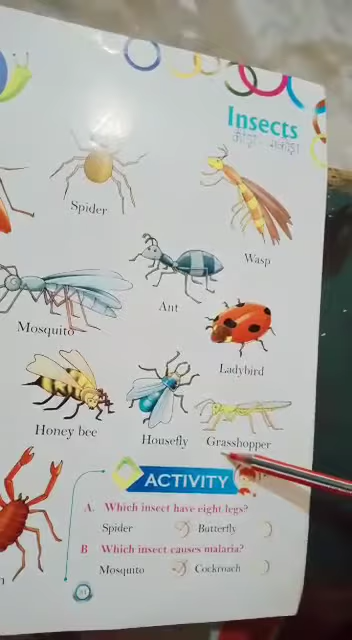 Insects
Spider
Wasp
Ant
Mosquito
Ladybird
Honey bee
Housefly
Grasshopper
ACTIVITY
A. Which insect have eight legs?
Spider Butterfly
B Which insect causes malaria?
Mosquito Cockroach